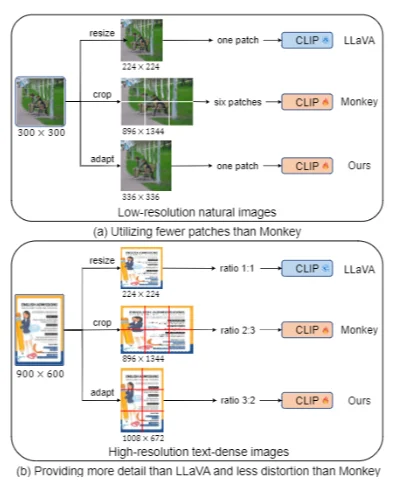 resize
224 × 224
one patch
CLIP
LLaVA
300 × 300
crop
896 × 1344
six patches
CLIP
Monkey
adapt
336 × 336
one patch
CLIP
Ours
Low-resolution natural images
(a) Utilizing fewer patches than Monkey
resize
224 × 224
ratio 1:1
CLIP
LLaVA
ENGLISH ADMISSIONS
900 × 600
crop
896 × 1344
ratio 2:3
CLIP
Monkey
adapt
1008 × 672
ratio 3:2
CLIP
Ours
High-resolution text-dense images
(b) Providing more detail than LLaVA and less distortion than Monkey